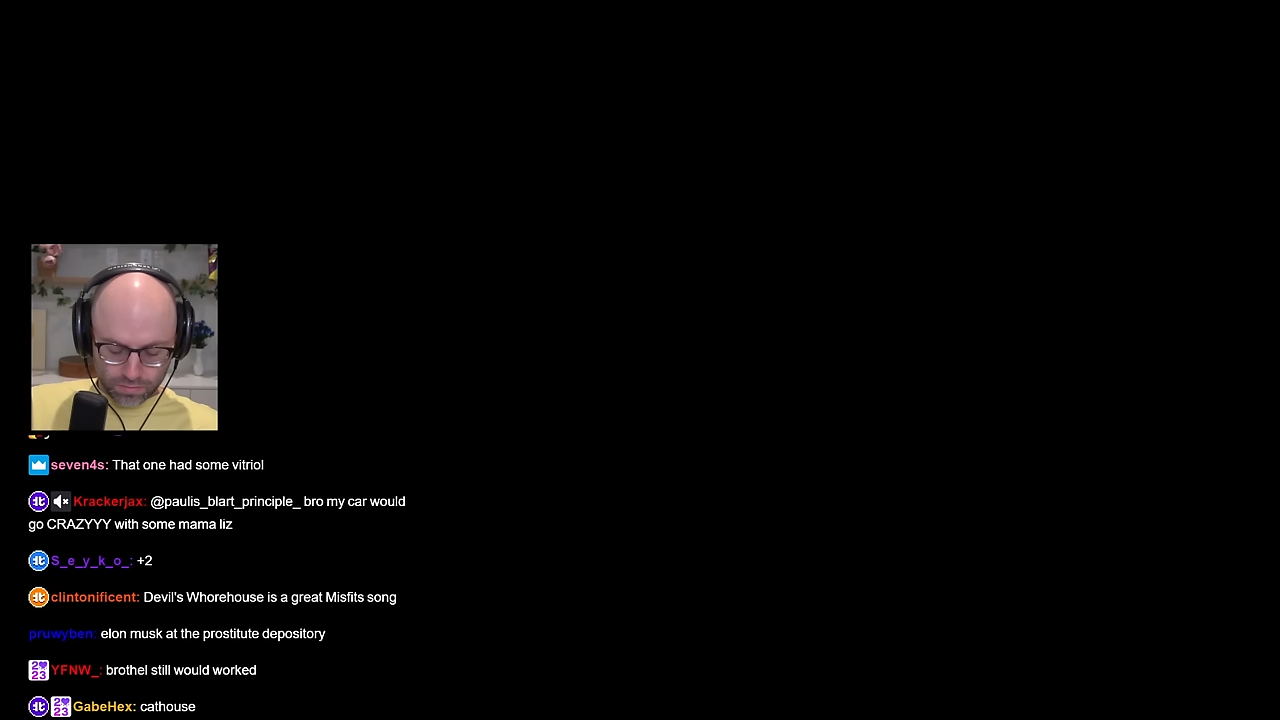 seven4s: That one had some vitriol
Krackerjax: @paulis_blart_principle_ bro my car would
go CRAZYYY with some mama liz
S_e_y_k_o_: +2
clintonificent: Devil's Whorehouse is a great Misfits song
pruwyben: elon musk at the prostitute depository
2023 YFNW_: brothel still would worked
2023 GabeHex: cathouse